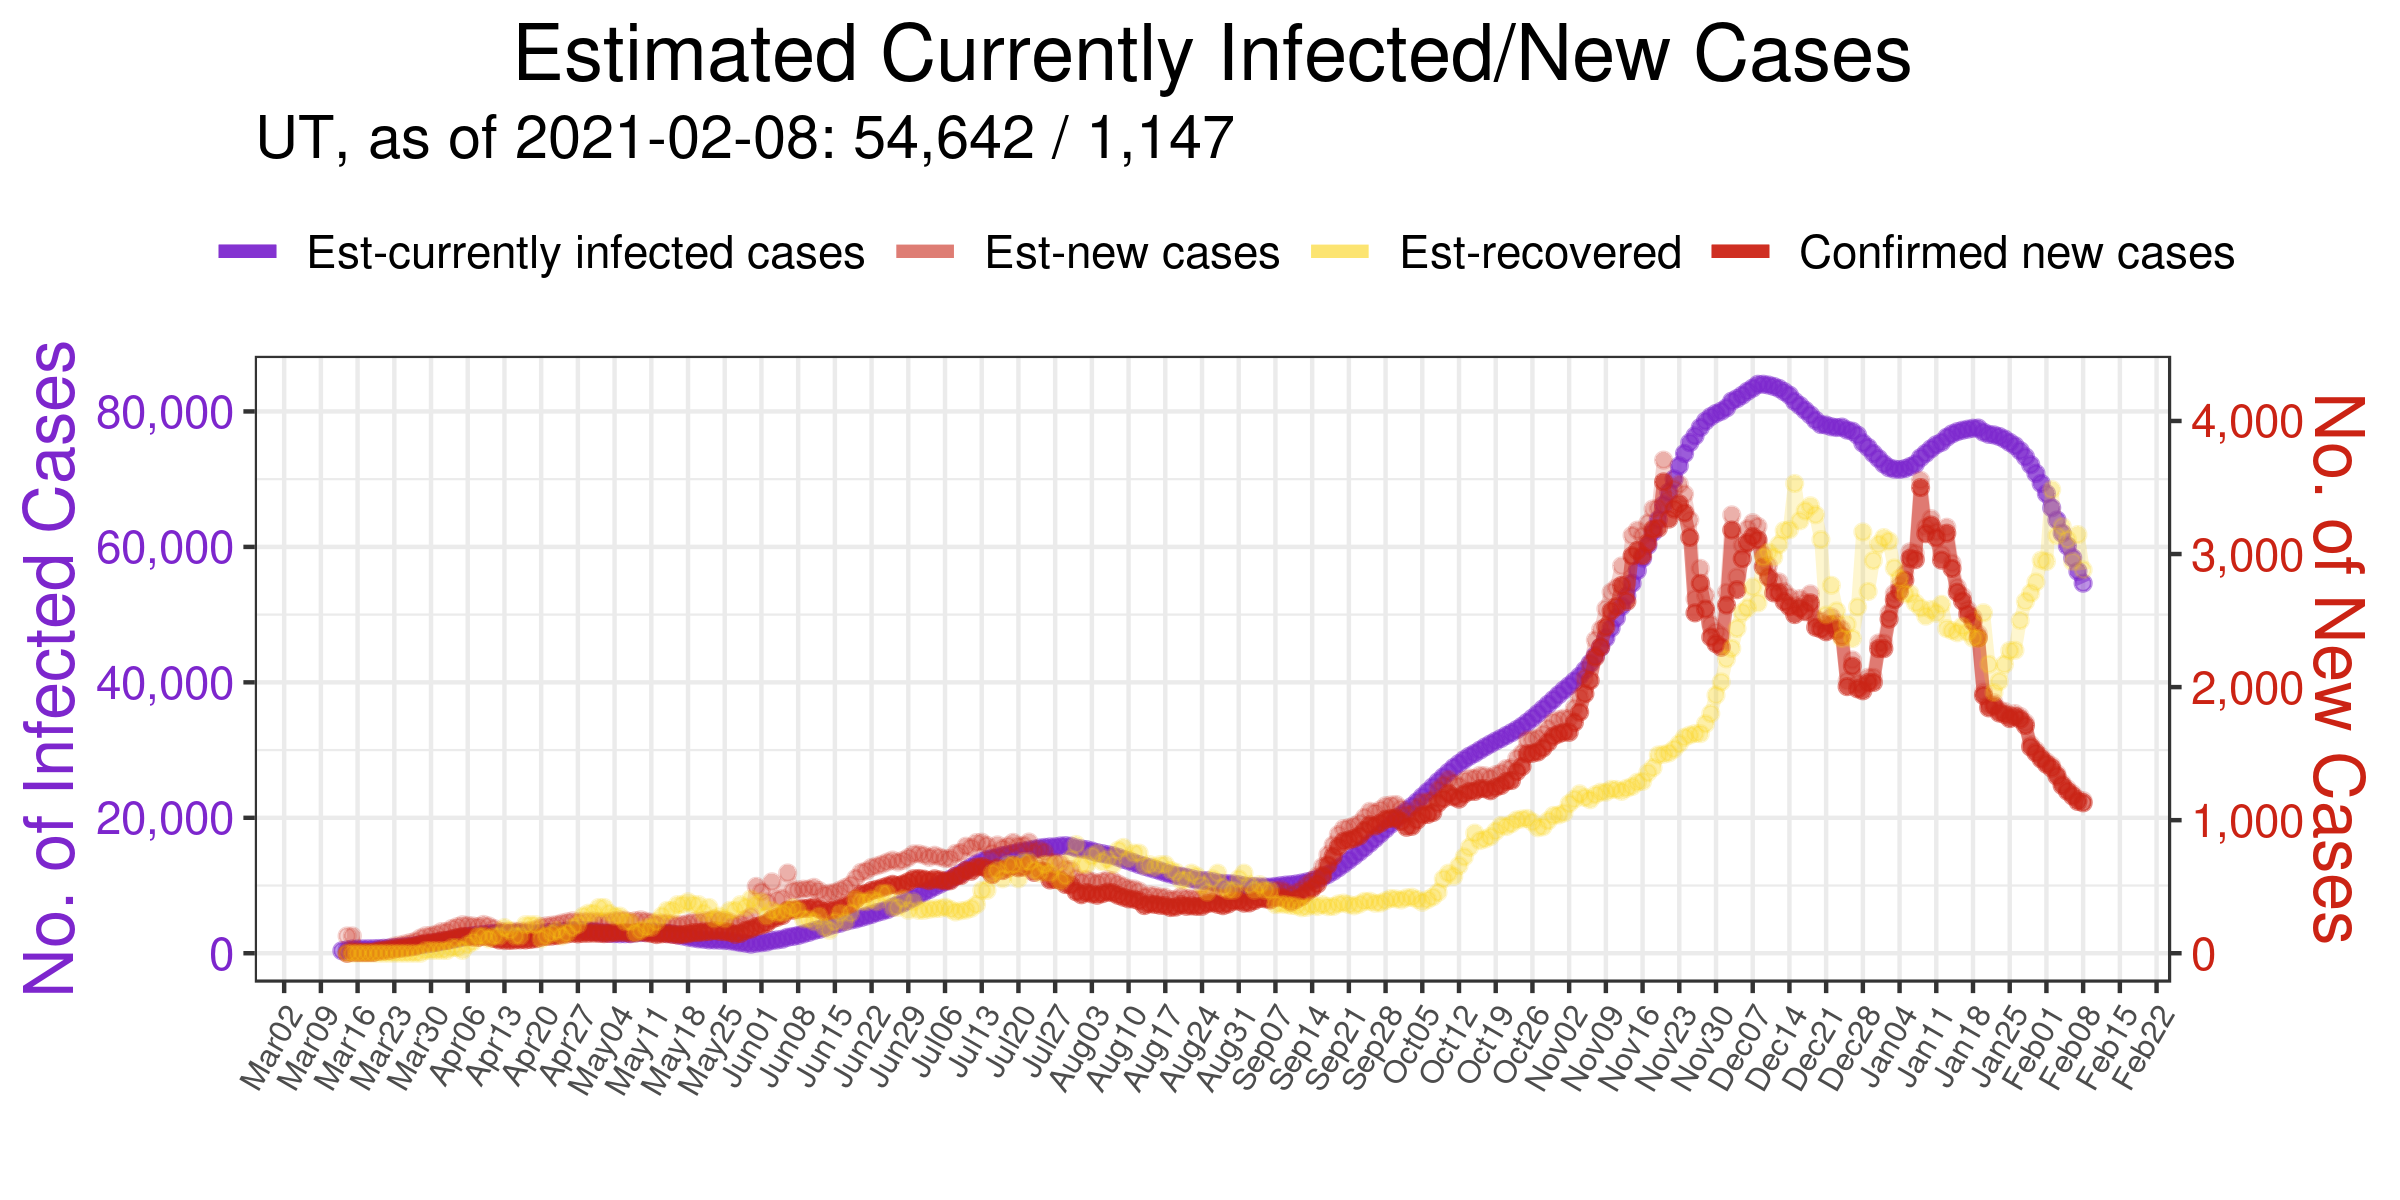 Estimated Currently Infected/New Cases
UT, as of 2021-02-08: 54,642 / 1,147
Est-currently infected cases Est-new cases Est-recovered Confirmed new cases
No. of Infected Cases
80,000
60,000
40,000
20,000
0
4,000
3,000
2,000
1,000
0
No. of New Cases
Mar02 Mar09 Mar16 Mar23 Mar30 Apr06 Apr13 Apr20 Apr27 May04 May11 May18 May25 Jun01 Jun08 Jun15 Jun22 Jun29 Jul06 Jul13 Jul20 Jul27 Aug03 Aug10 Aug17 Aug24 Aug31 Sep07 Sep14 Sep21 Sep28 Oct05 Oct12 Oct19 Oct26 Nov02 Nov09 Nov16 Nov23 Nov30 Dec07 Dec14 Dec21 Dec28 Jan04 Jan11 Jan18 Jan25 Feb01 Feb08 Feb15 Feb22